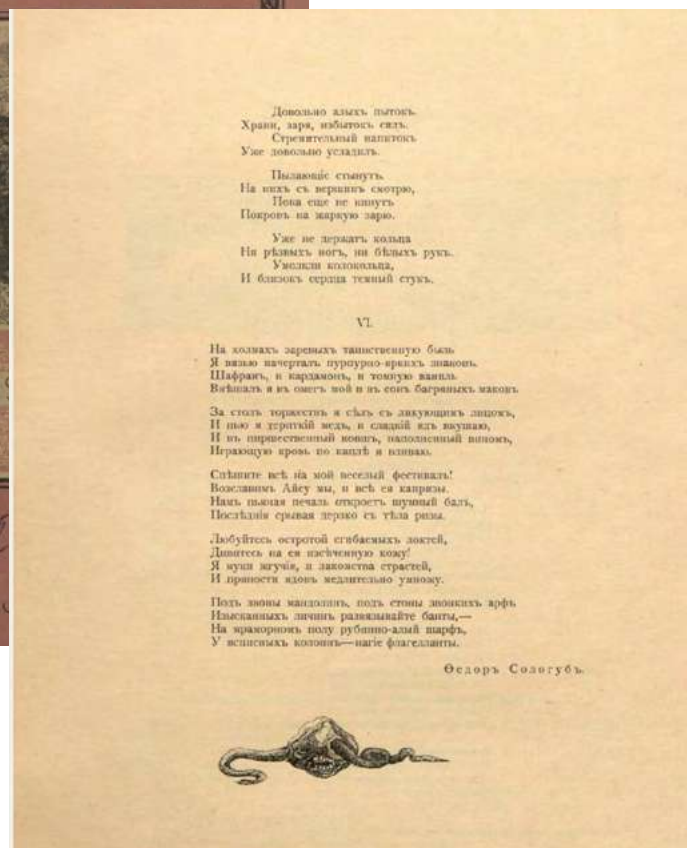 Довольно алыхъ пытокъ.
Храни, заря, избытокъ силъ.
Стремительный напитокъ
Уже довольно усладилъ.
Пылающіе стынутъ.
На нихъ съ вершинъ смотрю,
Пока еще не кинутъ
Покровъ на жаркую зарю.
Уже не держатъ кольца
Ни рѣзвыхъ ногъ, ни бѣлыхъ рукъ.
Умолкли колокольца,
И близокъ сердца темный стукъ.
VI.
На холмахъ заревыхъ таинственную быль
Я вязью начерталъ пурпурно-яркихъ знаковъ.
Шафранъ, и кардамонъ, и томную ваниль
Вмѣшалъ я въ омегъ мой и въ сонъ багряныхъ маковъ.
За столъ торжествъ я сѣлъ съ ликующимъ лицомъ,
И пью я терпкій медъ, и сладкій ядъ вкушаю,
И въ пиршественный ковшъ, наполненный виномъ,
Играющую кровь по каплѣ я вливаю.
Спѣшите всѣ на мой веселый фестиваль!
Возславимъ Айсу мы, и всѣ ея капризы.
Намъ пьяная печаль откроетъ шумный балъ,
Послѣднія срывая дерзко съ тѣла ризы.
Любуйтесь остротой сгибаемыхъ локтей,
Дивитесь на ея изсѣченную кожу!
Я муки жгучія, и лакомства страстей,
И пряности ядовъ медлительно умножу.
Подъ звоны мандолинъ, подъ стоны звонкихъ арфъ
Изысканныхъ личинъ развязывайте банты,—
На мраморномъ полу рубинно-алый шарфъ,
У колоннъ—нагіе флагелланты.
Ѳедоръ Сологубъ.